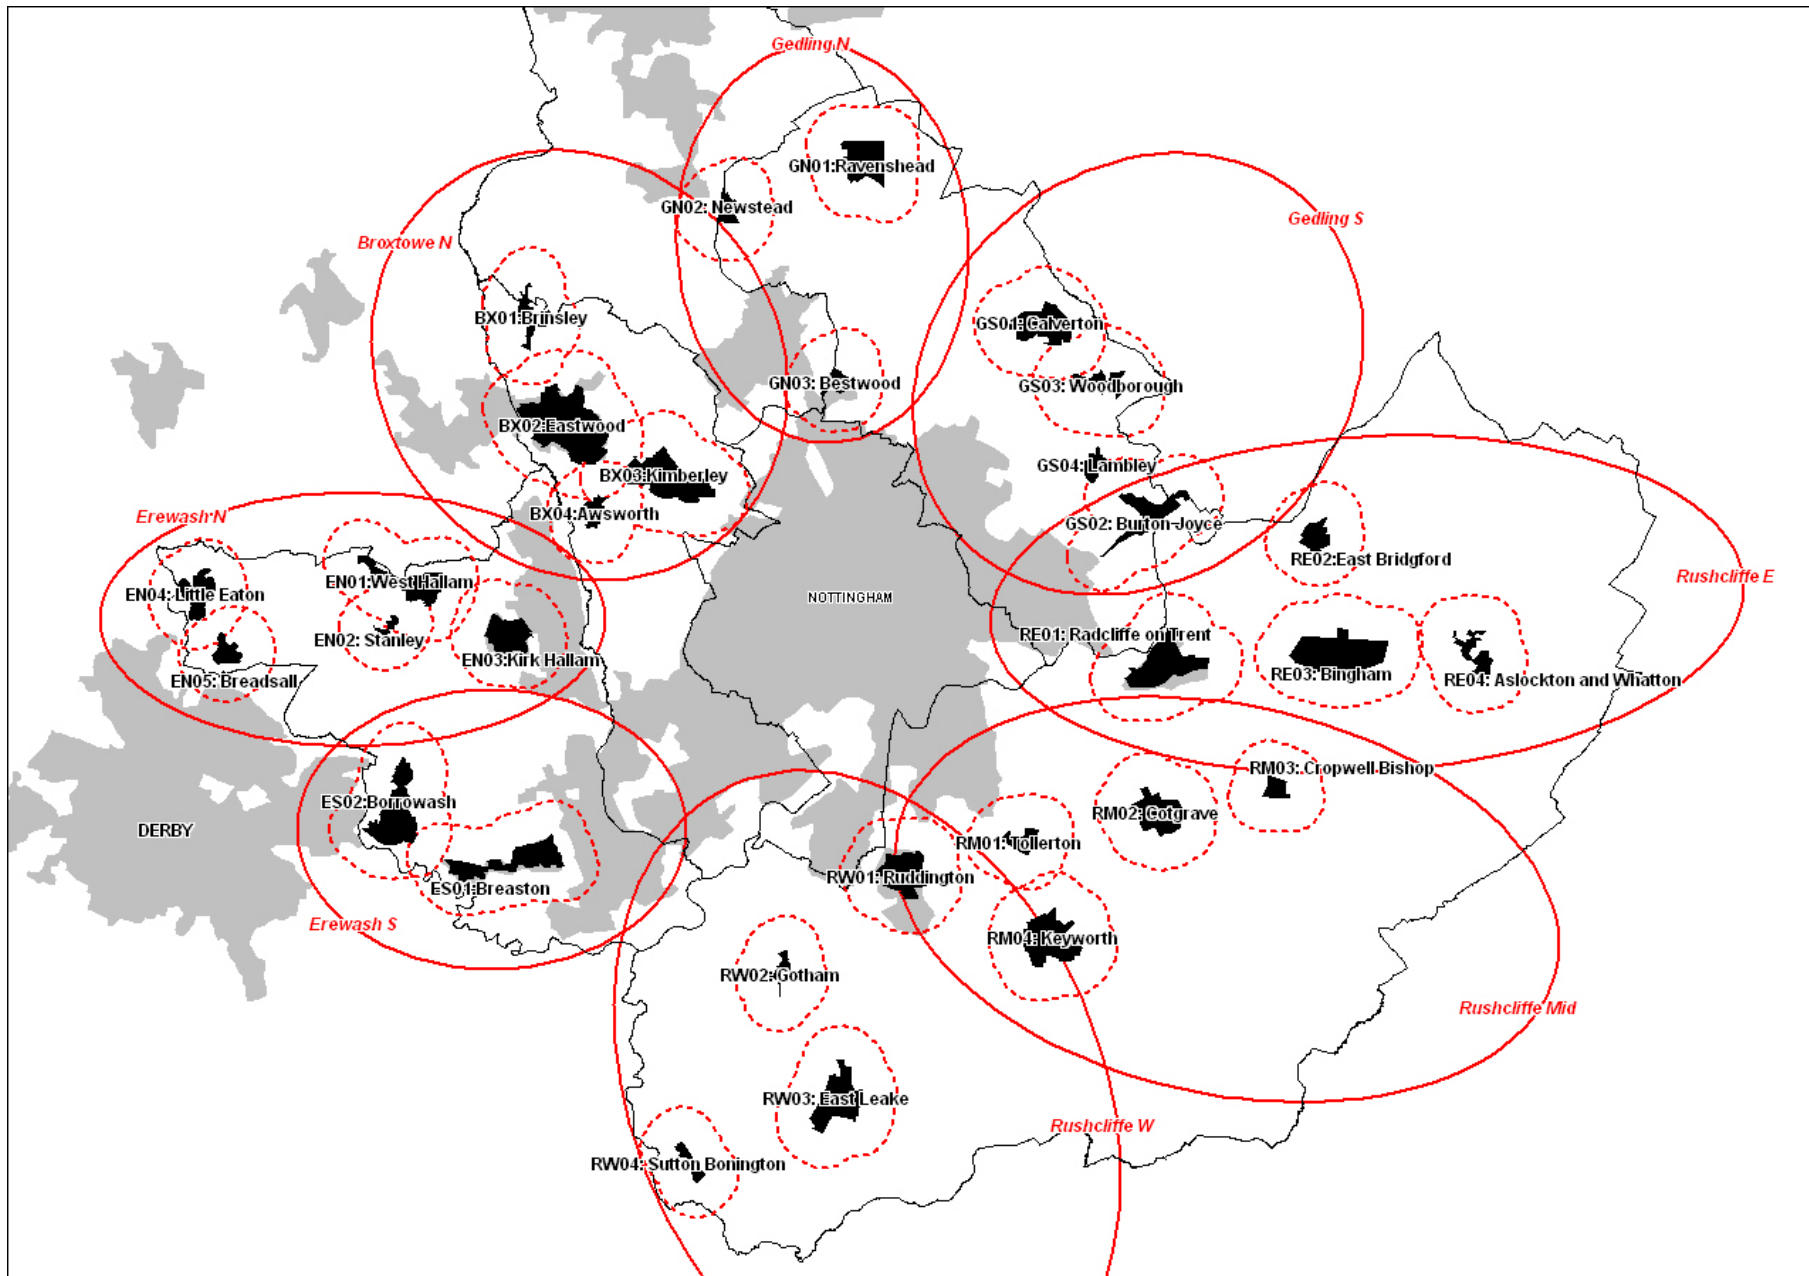 Gedling N
GN01:Ravenshead
GN02: Newstead
Gedling S
Broxtowe N
BX01:Brinsley
GS01: Calverton
GN03: Bestwood
GS03: Woodborough
BX02:Eastwood
GS04: Lambley
BX03:Kimberley
BX04:Awsworth
Erewash N
GS02: Burton-Joyce
RE02: East Bridgford
Rushcliffe E
EN01:West Hallam
EN04: Little Eaton
NOTTINGHAM
EN02: Stanley
RE01: Radcliffe on Trent
EN03:Kirk Hallam
EN05: Breadsall
RE03: Bingham
RE04: Aslockton and Whatton
RM03: Cropwell Bishop
ES02:Borrowash
RM02: Cotgrave
DERBY
RM01: Tollerton
RW01: Ruddington
ES01:Breaston
Erewash S
RM04: Keyworth
RW02: Gotham
Rushcliffe Mid
RW03: East Leake
Rushcliffe W
RW04: Sutton Bonington